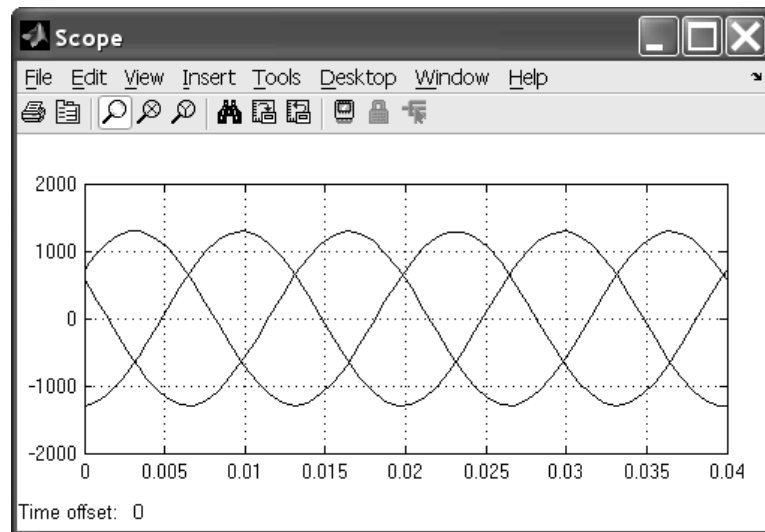 Scope
File Edit View Insert Tools Desktop Window Help
2000
1000
0
-1000
-2000
0 0.005 0.01 0.015 0.02 0.025 0.03 0.035 0.04
Time offset: 0